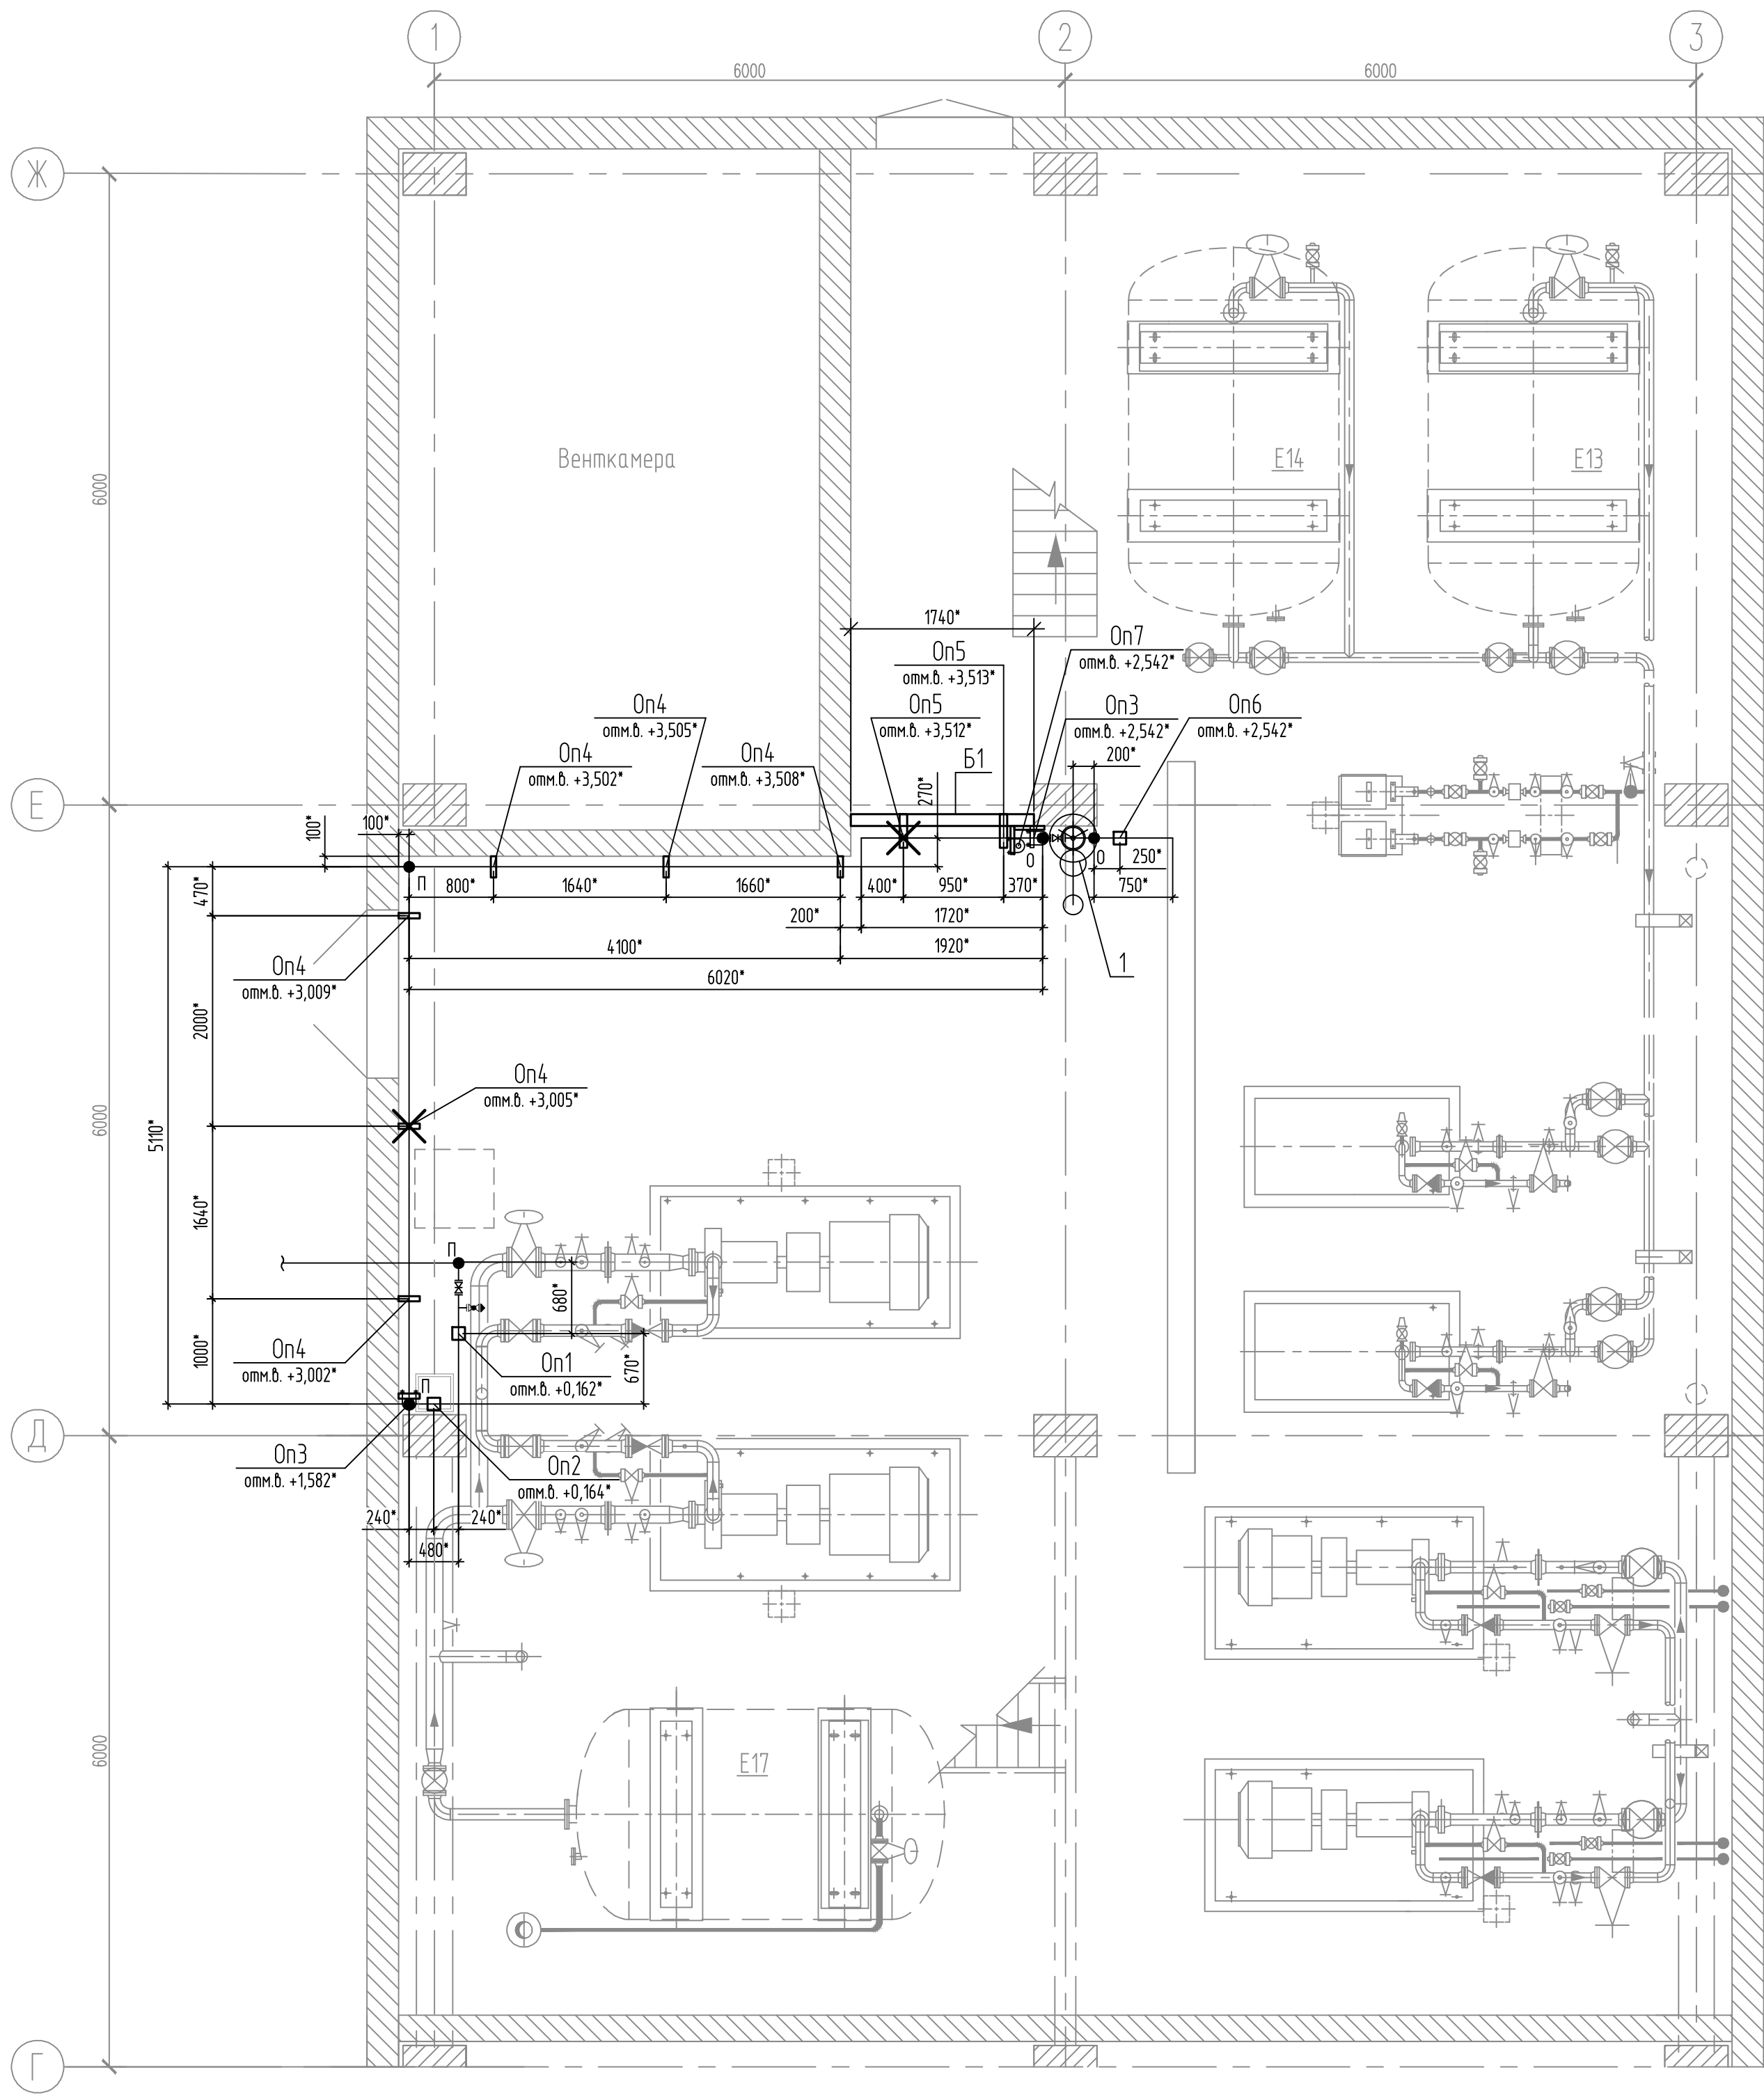 1
2
3
6000
6000
Ж
6000
Венткамера
Е14
Е13
1740*
Оп7
отм.в. +2,542*
Оп5
отм.в. +3,513*
Оп4
отм.в. +3,505*
Оп5
отм.в. +3,512*
Оп3
отм.в. +2,542*
Оп6
отм.в. +2,542*
Оп4
отм.в. +3,502*
Оп4
отм.в. +3,508*
Б1
200*
270*
Е
100*
100*
П
О
О
250*
800*
1640*
1660*
400*
950*
370*
750*
200*
1720*
4100*
1920*
1
6020*
470*
Оп4
отм.в. +3,009*
2000*
Оп4
отм.в. +3,005*
6000
5110*
1640*
П
680*
1000*
Оп4
отм.в. +3,002*
Оп1
отм.в. +0,162*
670*
П
Д
Оп3
отм.в. +1,582*
Оп2
отм.в. +0,164*
240*
240*
480*
6000
Е17
Г